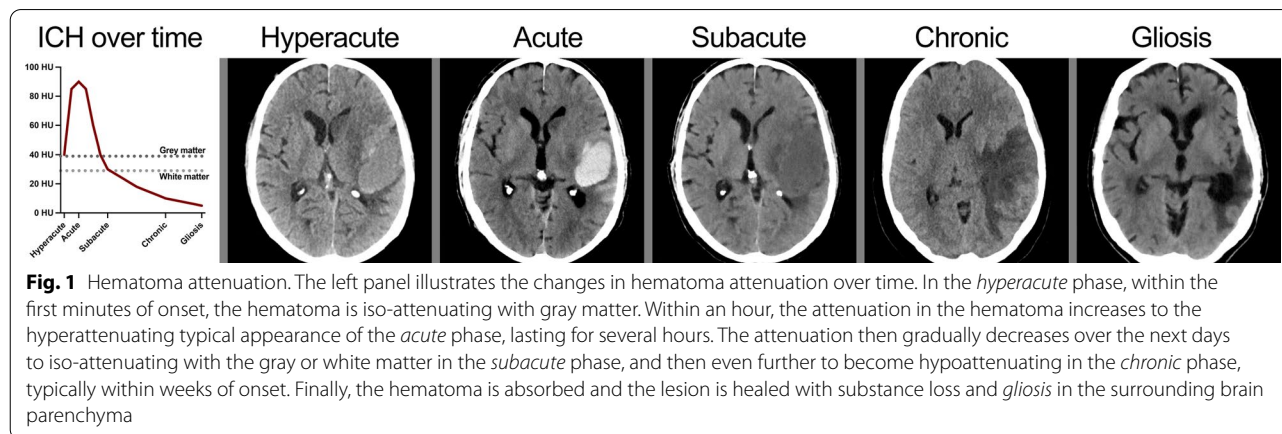 ICH over time
Hyperacute
Acute
Subacute
Chronic
Gliosis
100 HU
80 HU
60 HU
40 HU
20 HU
0 HU
Grey matter
White matter
Hyperacute
Acute
Subacute
Chronic
Gliosis
Fig. 1 Hematoma attenuation. The left panel illustrates the changes in hematoma attenuation over time. In the hyperacute phase, within the
first minutes of onset, the hematoma is iso-attenuating with gray matter. Within an hour, the attenuation in the hematoma increases to the
hyperattenuating typical appearance of the acute phase, lasting for several hours. The attenuation then gradually decreases over the next days
to iso-attenuating with the gray or white matter in the subacute phase, and then even further to become hypoattenuating in the chronic phase,
typically within weeks of onset. Finally, the hematoma is absorbed and the lesion is healed with substance loss and gliosis in the surrounding brain
parenchyma